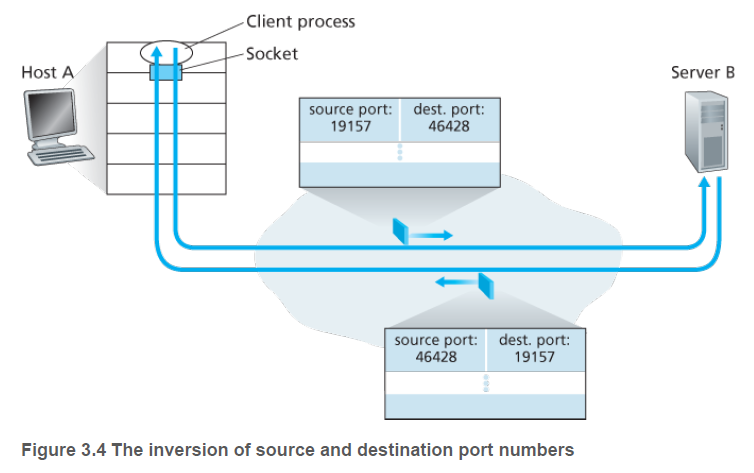 Client process
Socket
Host A
Server B
source port: dest. port:
19157 46428
source port: dest. port:
46428 19157
Figure 3.4 The inversion of source and destination port numbers